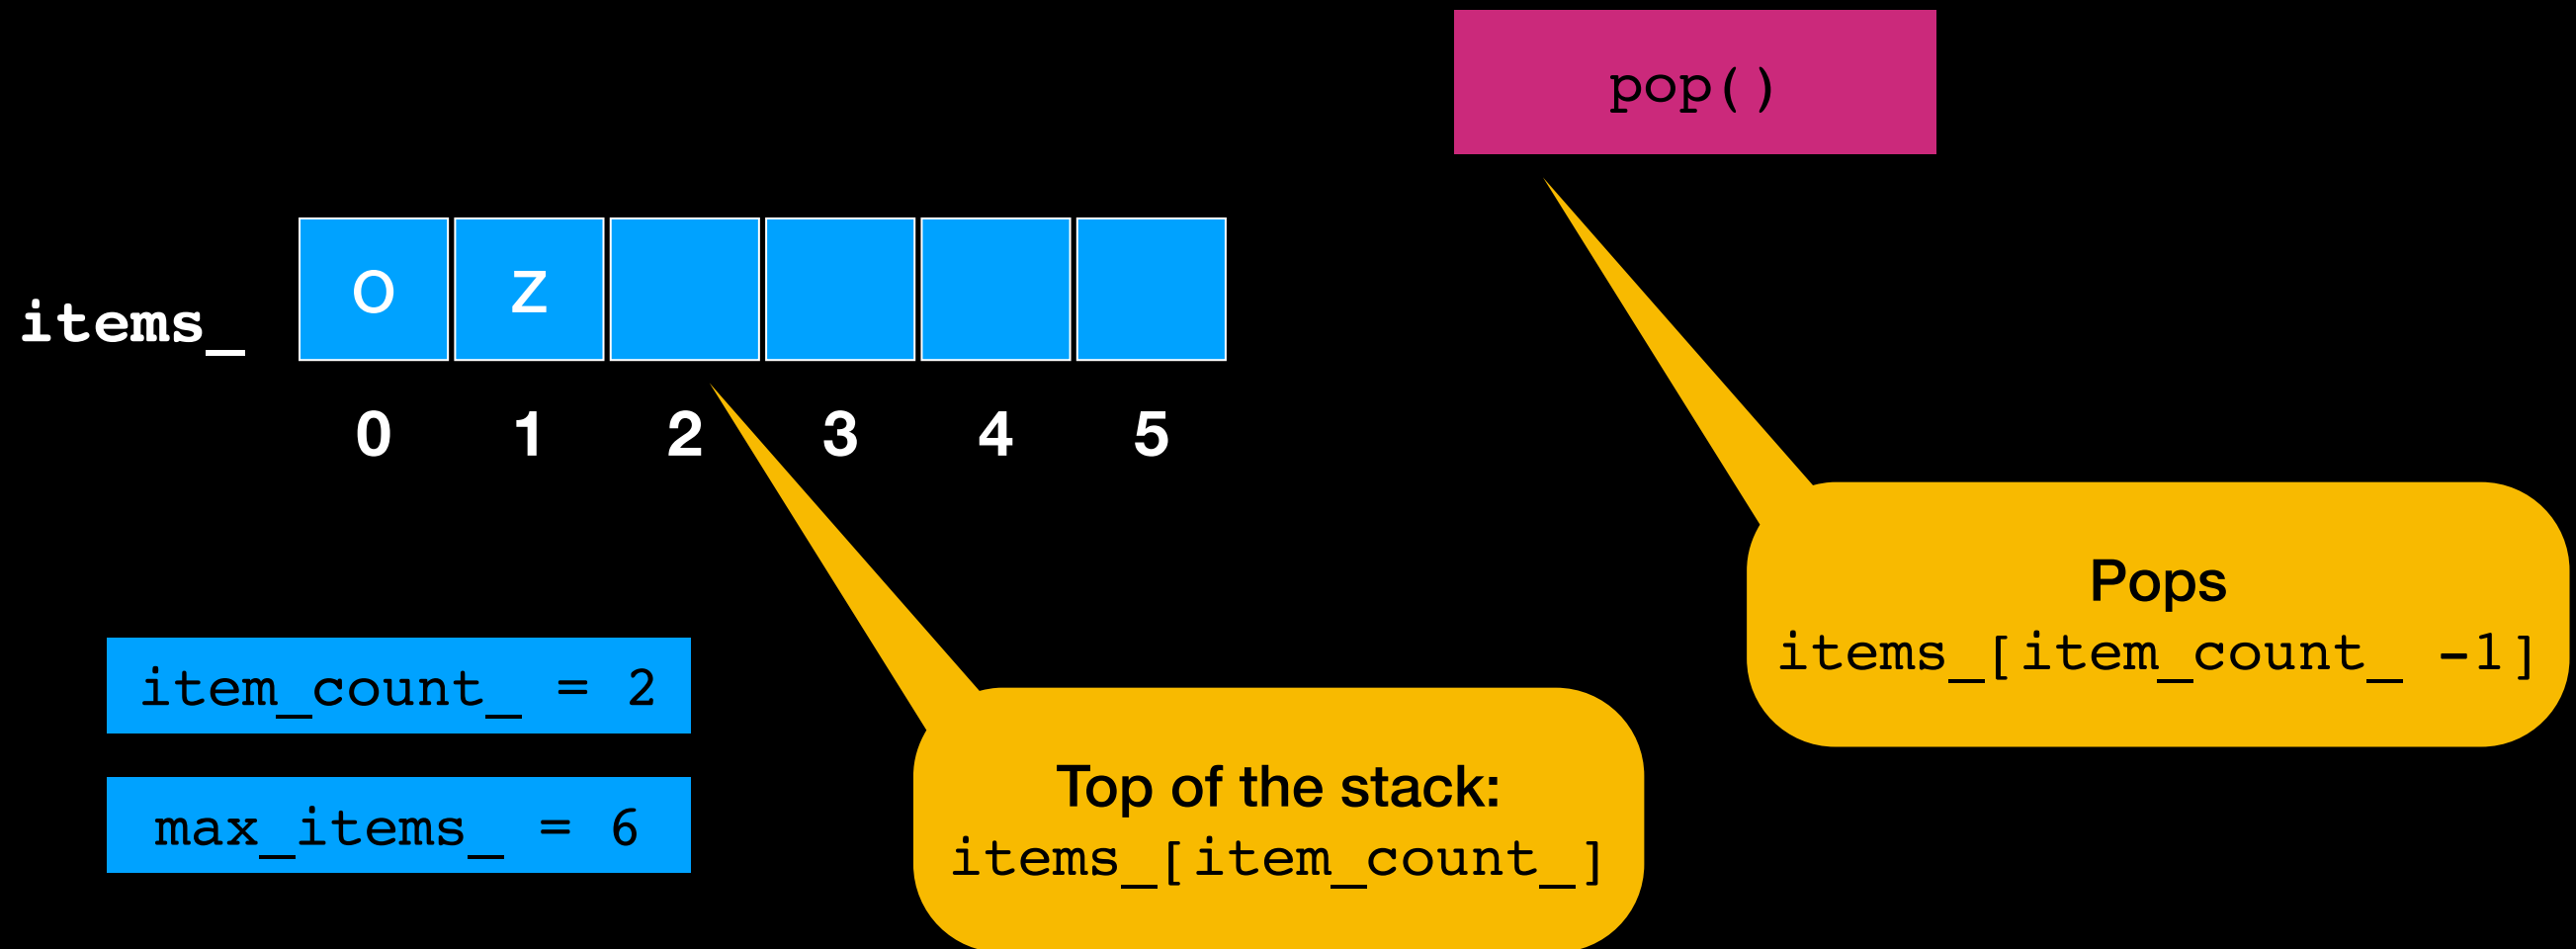 pop()
items_
o z
0 1 2 3 4 5
Pops
items_[item_count_ -1]
item_count_ = 2
Top of the stack:
items_[item_count_]
max_items_ = 6